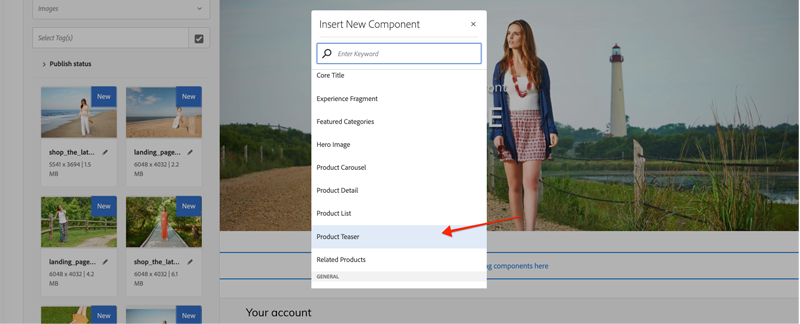 Images
Select Tag(s)
Publish status
New
New
shop_the_lat...
5541 x 3694 | 1.5
MB
landing_page...
6048 x 4032 | 2.2
MB
New
New
landing_page...
6048 x 4032 | 4.2
MB
shop_the_lat...
6048 x 4032 | 6.1
MB
New
New
Insert New Component
Enter Keyword
Core Title
Experience Fragment
Featured Categories
Hero Image
Product Carousel
Product Detail
Product List
Product Teaser
Related Products
GENERAL
E
components here
Your account